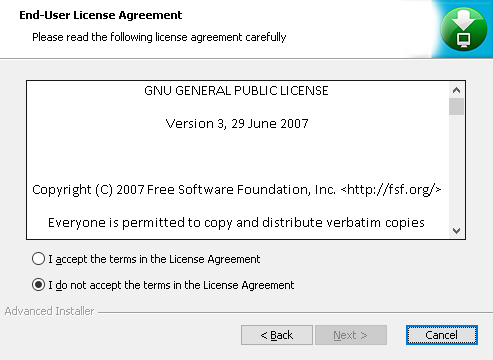 End-User License Agreement
Please read the following license agreement carefully
GNU GENERAL PUBLIC LICENSE
Version 3, 29 June 2007
Copyright (C) 2007 Free Software Foundation, Inc. <http://fsf.org/>
Everyone is permitted to copy and distribute verbatim copies
I accept the terms in the License Agreement
I do not accept the terms in the License Agreement
Advanced Installer
< Back
Next >
Cancel